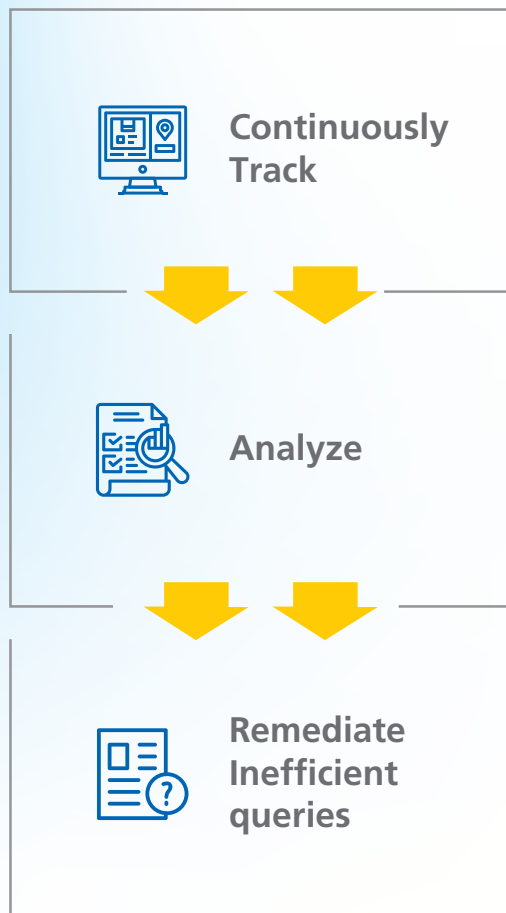 Continuously
Track
Analyze
Remediate
Inefficient
queries
?